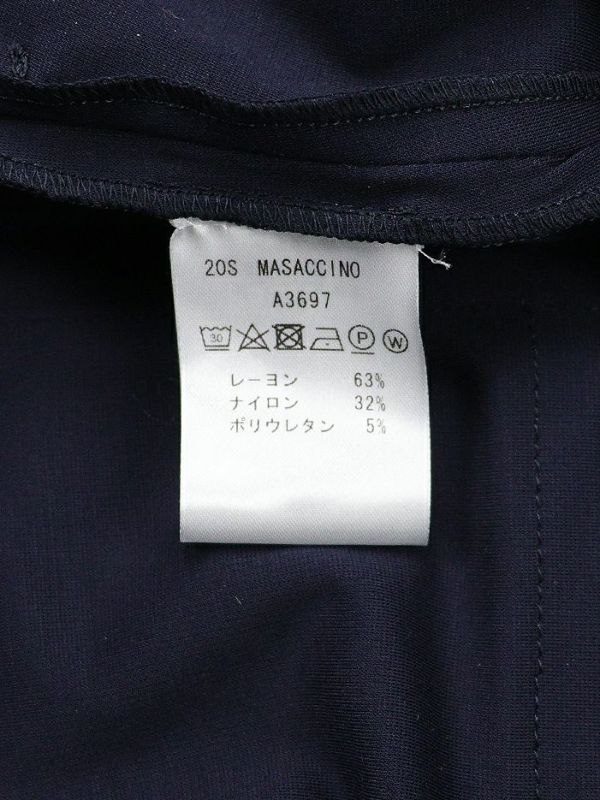 20S MASACCINO
A3697
30 P W
レーヨン 63%
ナイロン 32%
ポリウレタン 5%